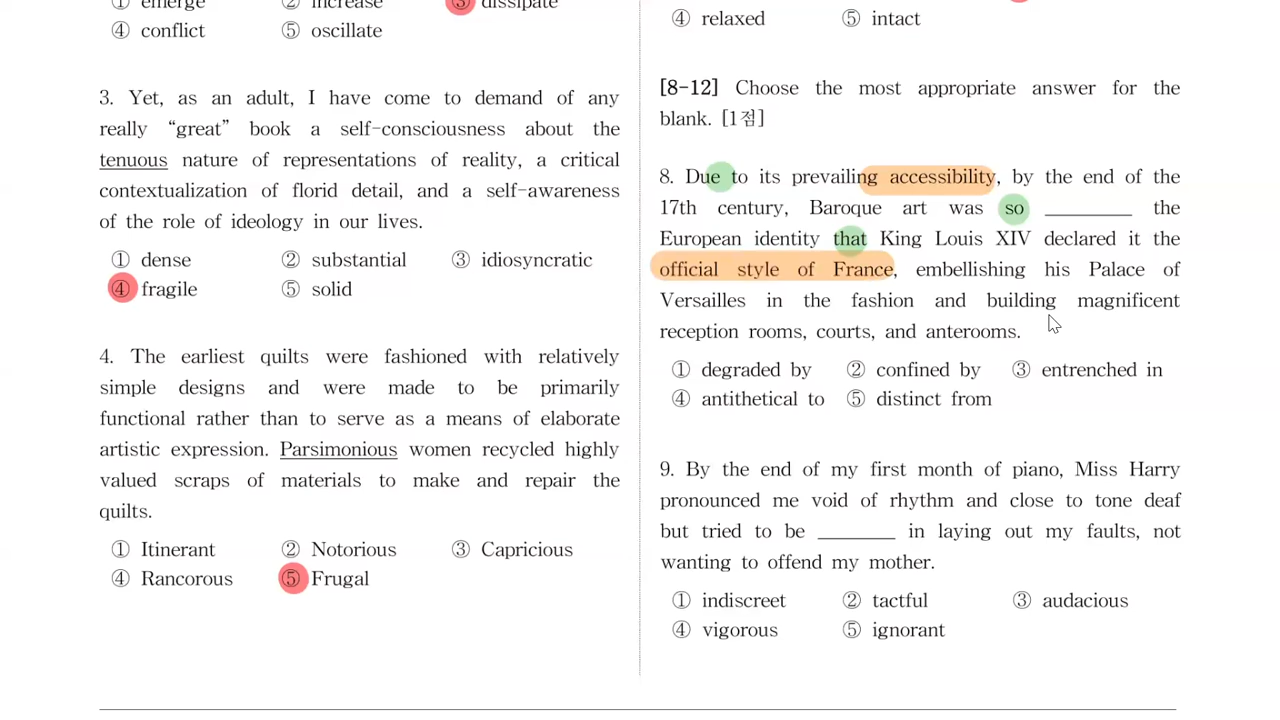 ① emerge ② increase ③ dissipate
④ conflict ⑤ oscillate
3. Yet, as an adult, I have come to demand of any
really “great” book a self-consciousness about the
tenuous nature of representations of reality, a critical
contextualization of florid detail, and a self-awareness
of the role of ideology in our lives.
① dense ② substantial ③ idiosyncratic
④ fragile ⑤ solid
4. The earliest quilts were fashioned with relatively
simple designs and were made to be primarily
functional rather than to serve as a means of elaborate
artistic expression. Parsimonious women recycled highly
valued scraps of materials to make and repair the
quilts.
① Itinerant ② Notorious ③ Capricious
④ Rancorous ⑤ Frugal
④ relaxed ⑤ intact
[8-12] Choose the most appropriate answer for the
blank. [1점]
8. Due to its prevailing accessibility, by the end of the
17th century, Baroque art was so ________ the
European identity that King Louis XIV declared it the
official style of France, embellishing his Palace of
Versailles in the fashion and building magnificent
reception rooms, courts, and anterooms.
① degraded by ② confined by ③ entrenched in
④ antithetical to ⑤ distinct from
9. By the end of my first month of piano, Miss Harry
pronounced me void of rhythm and close to tone deaf
but tried to be _______ in laying out my faults, not
wanting to offend my mother.
① indiscreet ② tactful ③ audacious
④ vigorous ⑤ ignorant